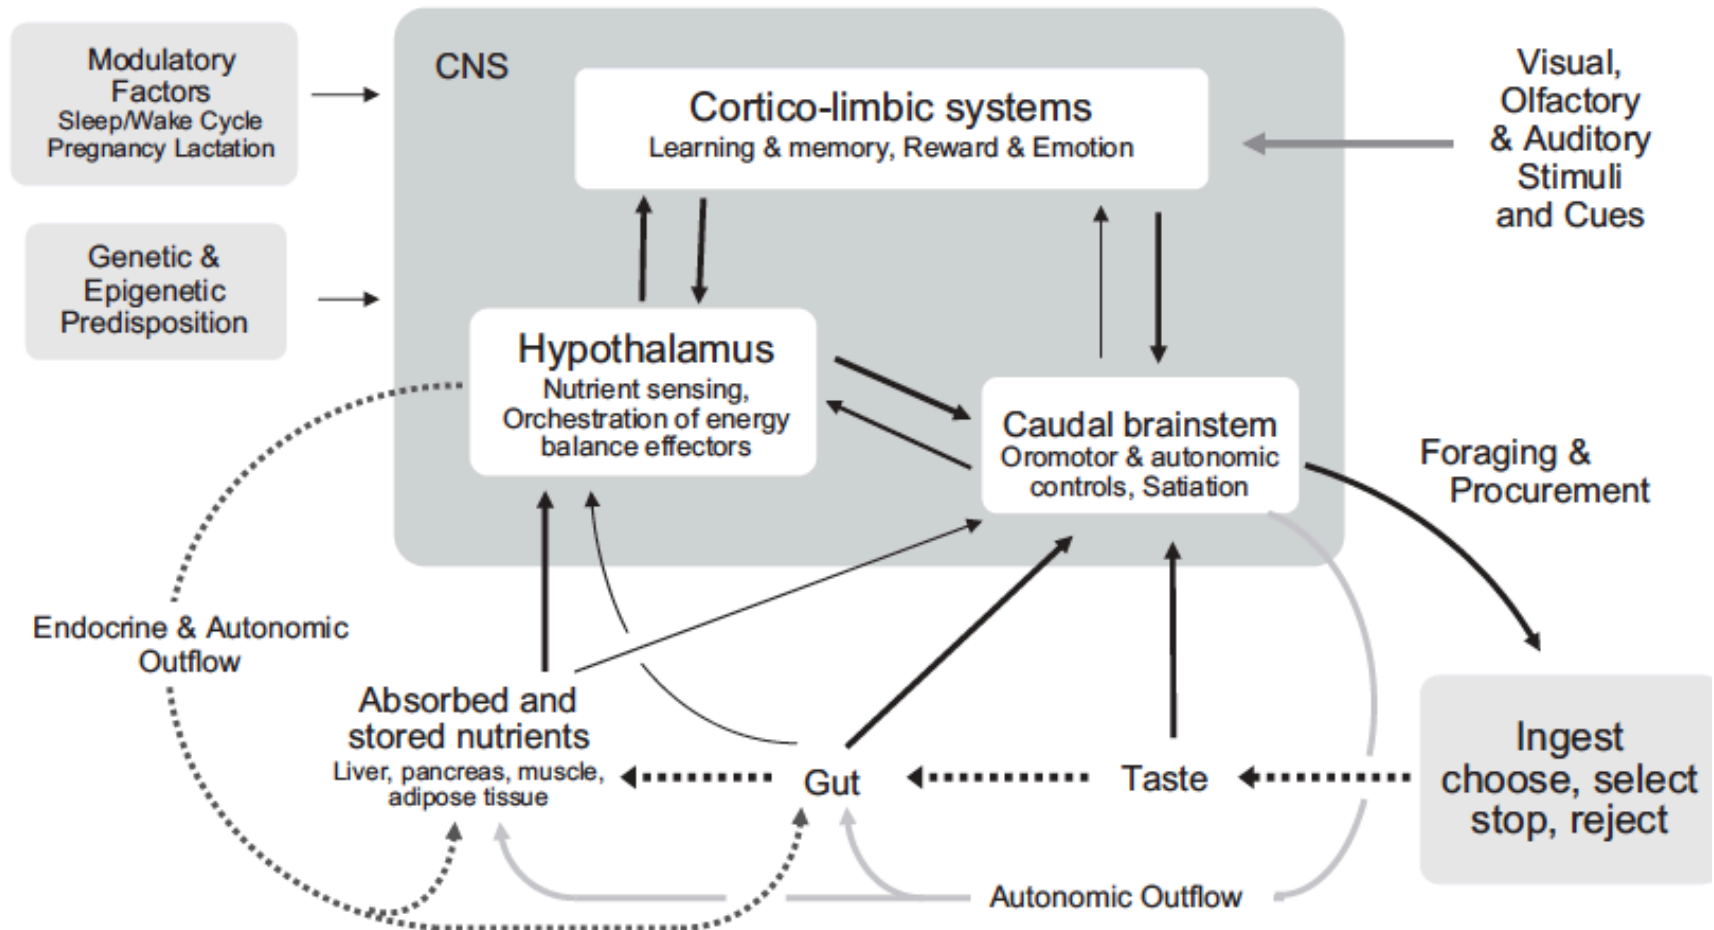 Modulatory
Factors
Sleep/Wake Cycle
Pregnancy Lactation
Genetic &
Epigenetic
Predisposition
CNS
Cortico-limbic systems
Learning & memory, Reward & Emotion
Visual,
Olfactory
& Auditory
Stimuli
and Cues
Hypothalamus
Nutrient sensing,
Orchestration of energy
balance effectors
Caudal brainstem
Oromotor & autonomic
controls, Satiation
Foraging &
Procurement
Endocrine & Autonomic
Outflow
Absorbed and
stored nutrients
Liver, pancreas, muscle,
adipose tissue
Gut
Taste
Ingest
choose, select
stop, reject
Autonomic Outflow